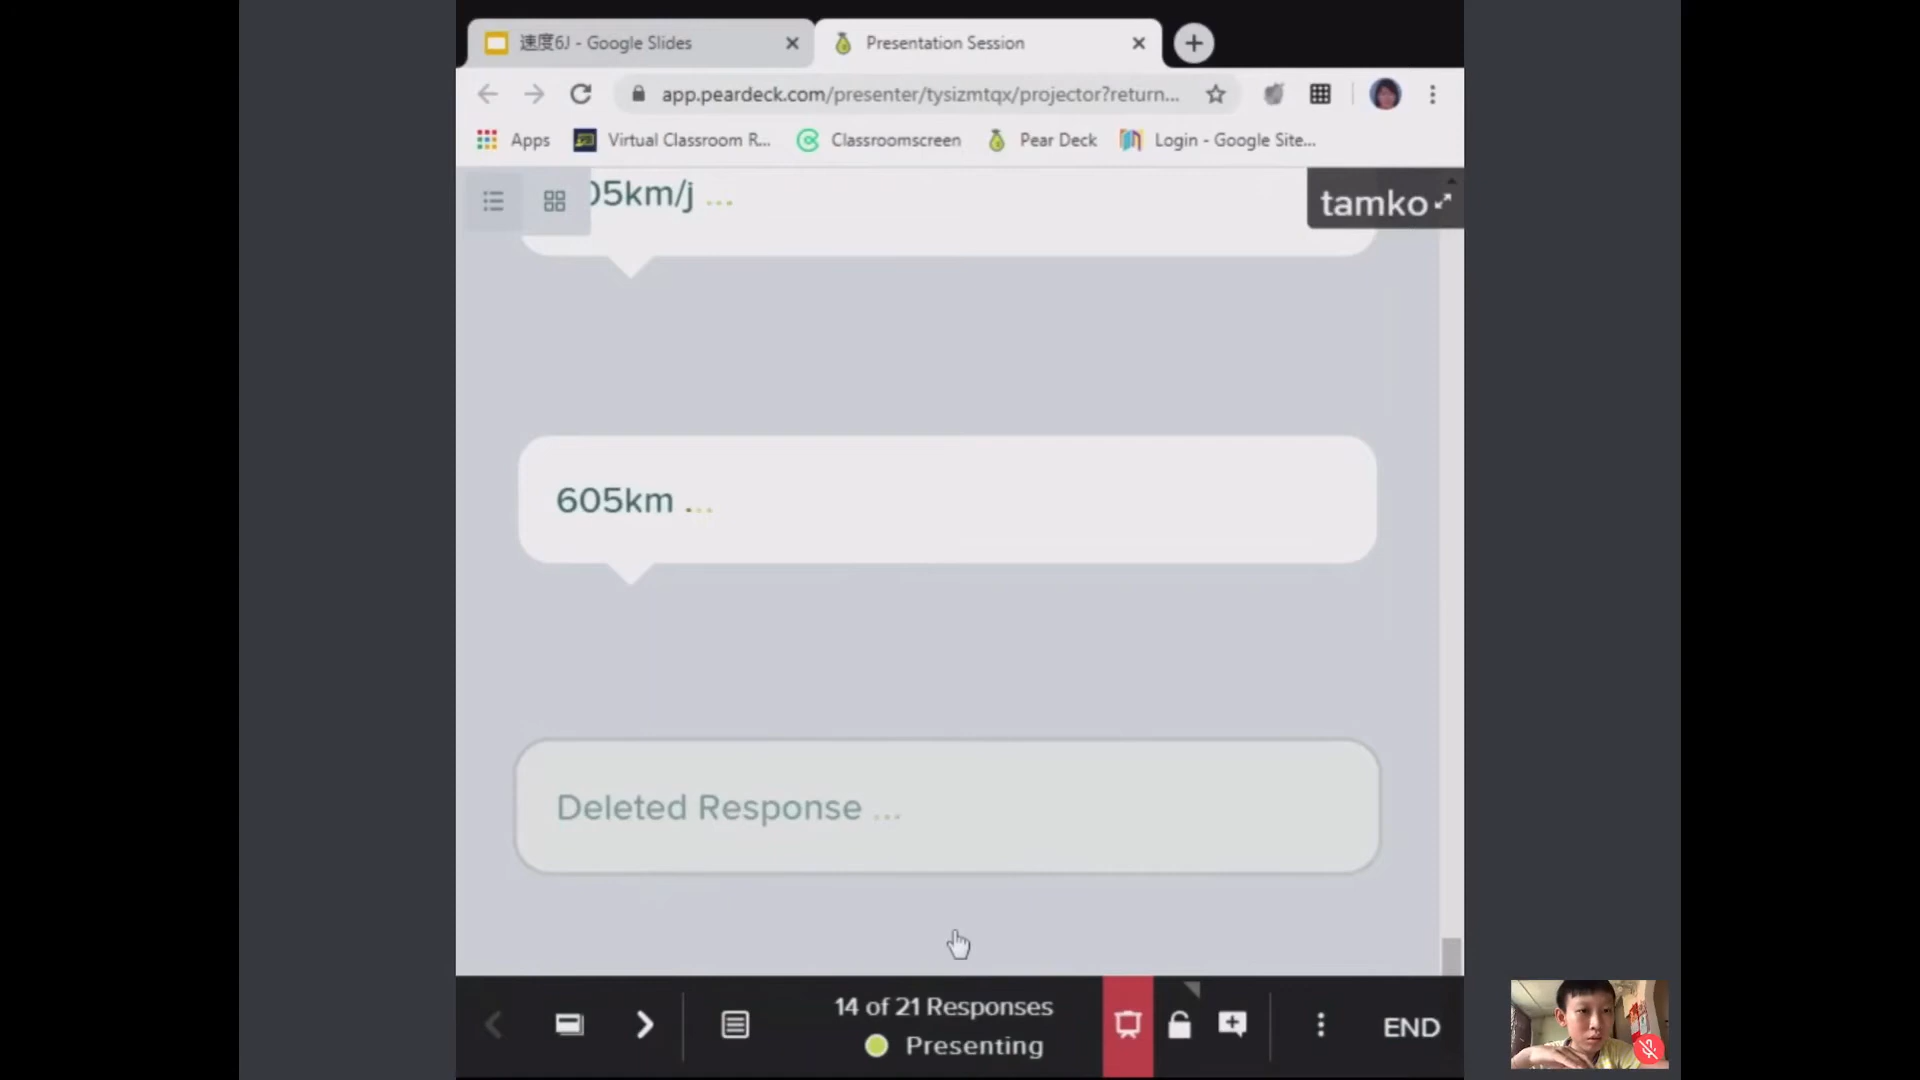 速度6J - Google Slides
Presentation Session
app.peardeck.com/presenter/tysizmtqx/projector?return...
Apps
Virtual Classroom R...
Classroomscreen
Pear Deck
Login - Google Site...
05km/j ...
tamko
605km ...
Deleted Response ...
14 of 21 Responses
Presenting
END